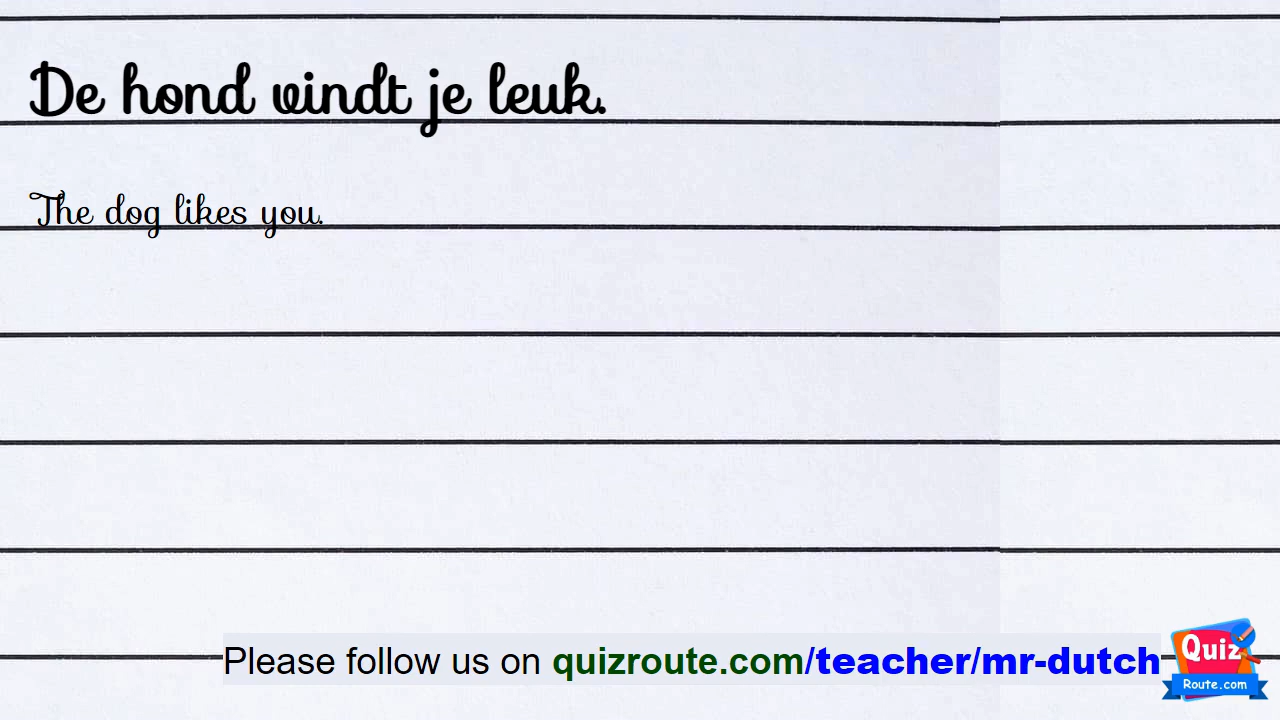 De hond vindt je leuk.
The dog likes you.
Please follow us on quizroute.com/teacher/mr-dutch
Quiz
Route.com